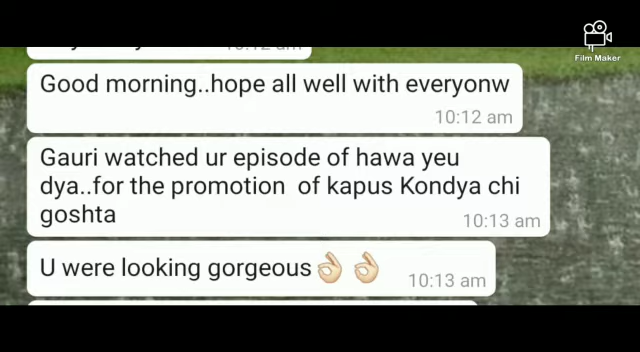 Film Maker
Good morning..hope all well with everyonw
10:12 am
Gauri watched ur episode of hawa yeu
dya..for the promotion of kapus Kondya chi
goshta
10:13 am
U were looking gorgeous👌👌
10:13 am